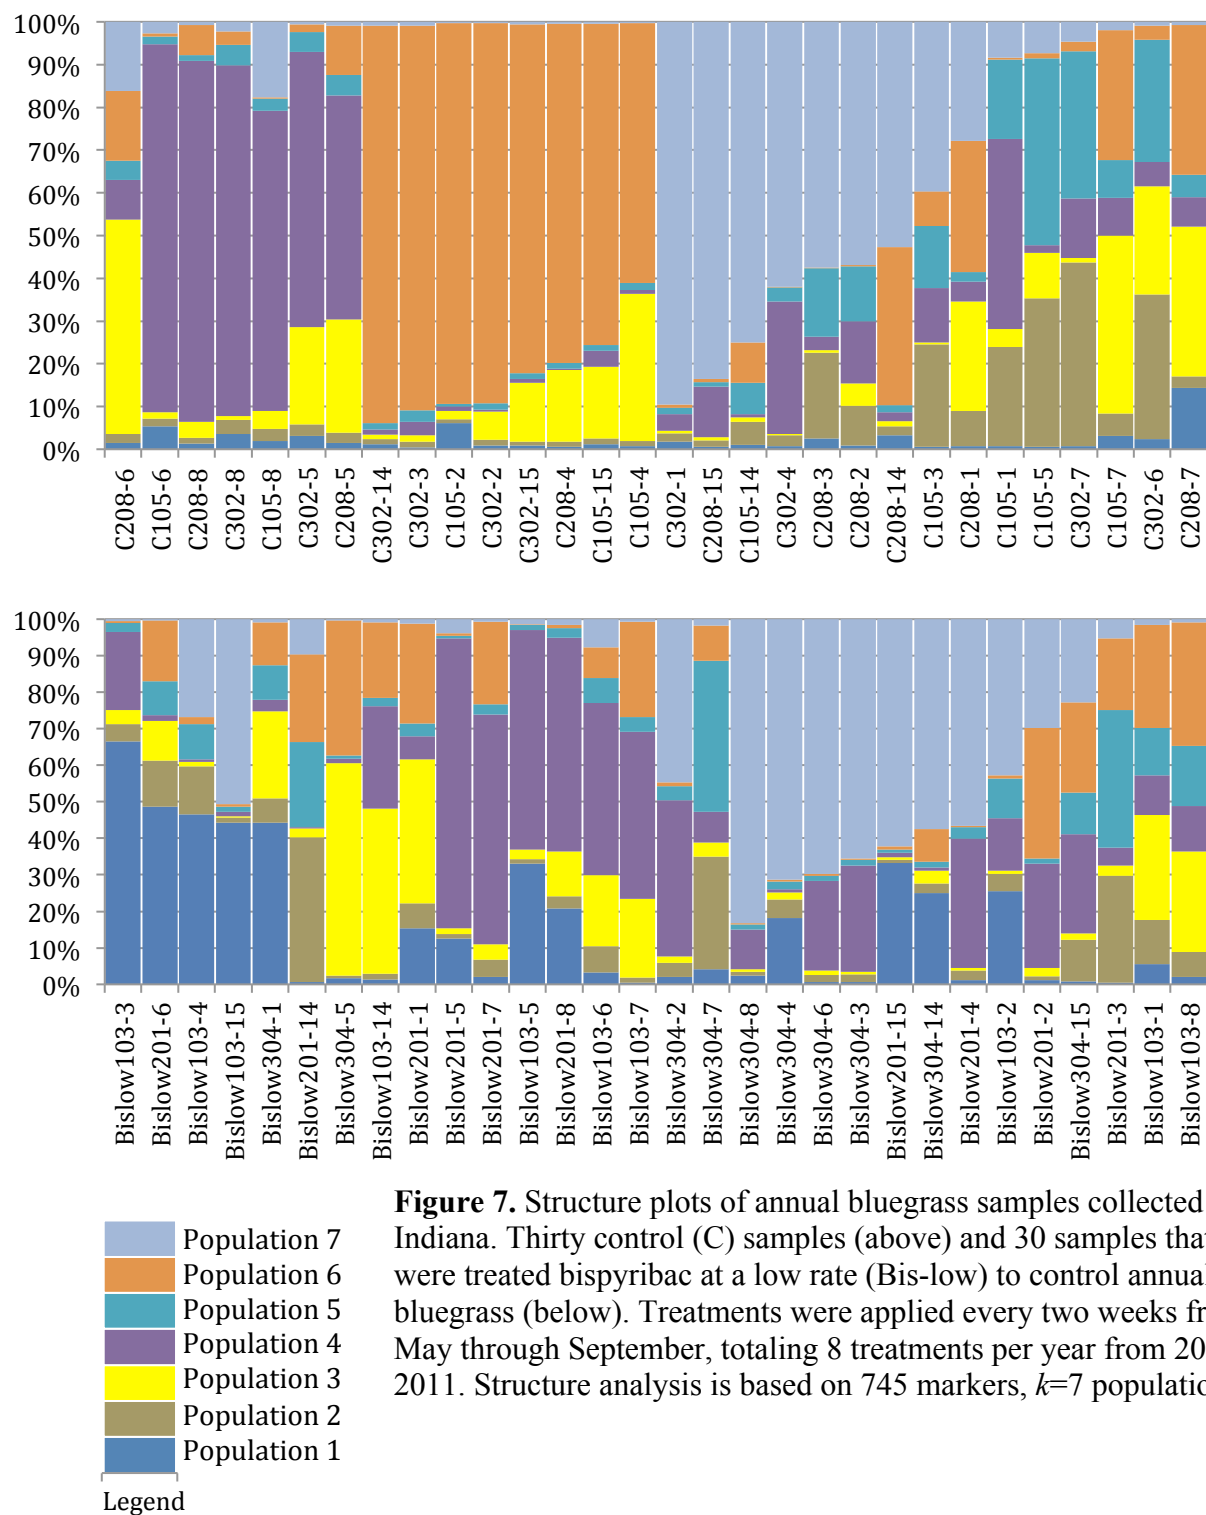 100%
90%
80%
70%
60%
50%
40%
30%
20%
10%
0%
C208-6
C105-6
C208-8
C302-8
C105-8
C302-5
C208-5
C302-14
C302-3
C105-2
C302-2
C302-15
C208-4
C105-15
C105-4
C302-1
C208-15
C105-14
C302-4
C208-3
C208-2
C208-14
C105-3
C208-1
C105-1
C105-5
C302-7
C105-7
C302-6
C208-7
100%
90%
80%
70%
60%
50%
40%
30%
20%
10%
0%
Bislow103-3
Bislow201-6
Bislow103-4
Bislow103-15
Bislow304-1
Bislow201-14
Bislow304-5
Bislow103-14
Bislow201-1
Bislow201-5
Bislow201-7
Bislow103-5
Bislow201-8
Bislow103-6
Bislow103-7
Bislow304-2
Bislow304-7
Bislow304-8
Bislow304-4
Bislow304-6
Bislow304-3
Bislow201-15
Bislow304-14
Bislow201-4
Bislow103-2
Bislow201-2
Bislow304-15
Bislow201-3
Bislow103-1
Bislow103-8
Population 7
Population 6
Population 5
Population 4
Population 3
Population 2
Population 1
Legend
Figure 7. Structure plots of annual bluegrass samples collected
Indiana. Thirty control (C) samples (above) and 30 samples tha
were treated bispyribac at a low rate (Bis-low) to control annual
bluegrass (below). Treatments were applied every two weeks fr
May through September, totaling 8 treatments per year from 20
2011. Structure analysis is based on 745 markers, k=7 populatio